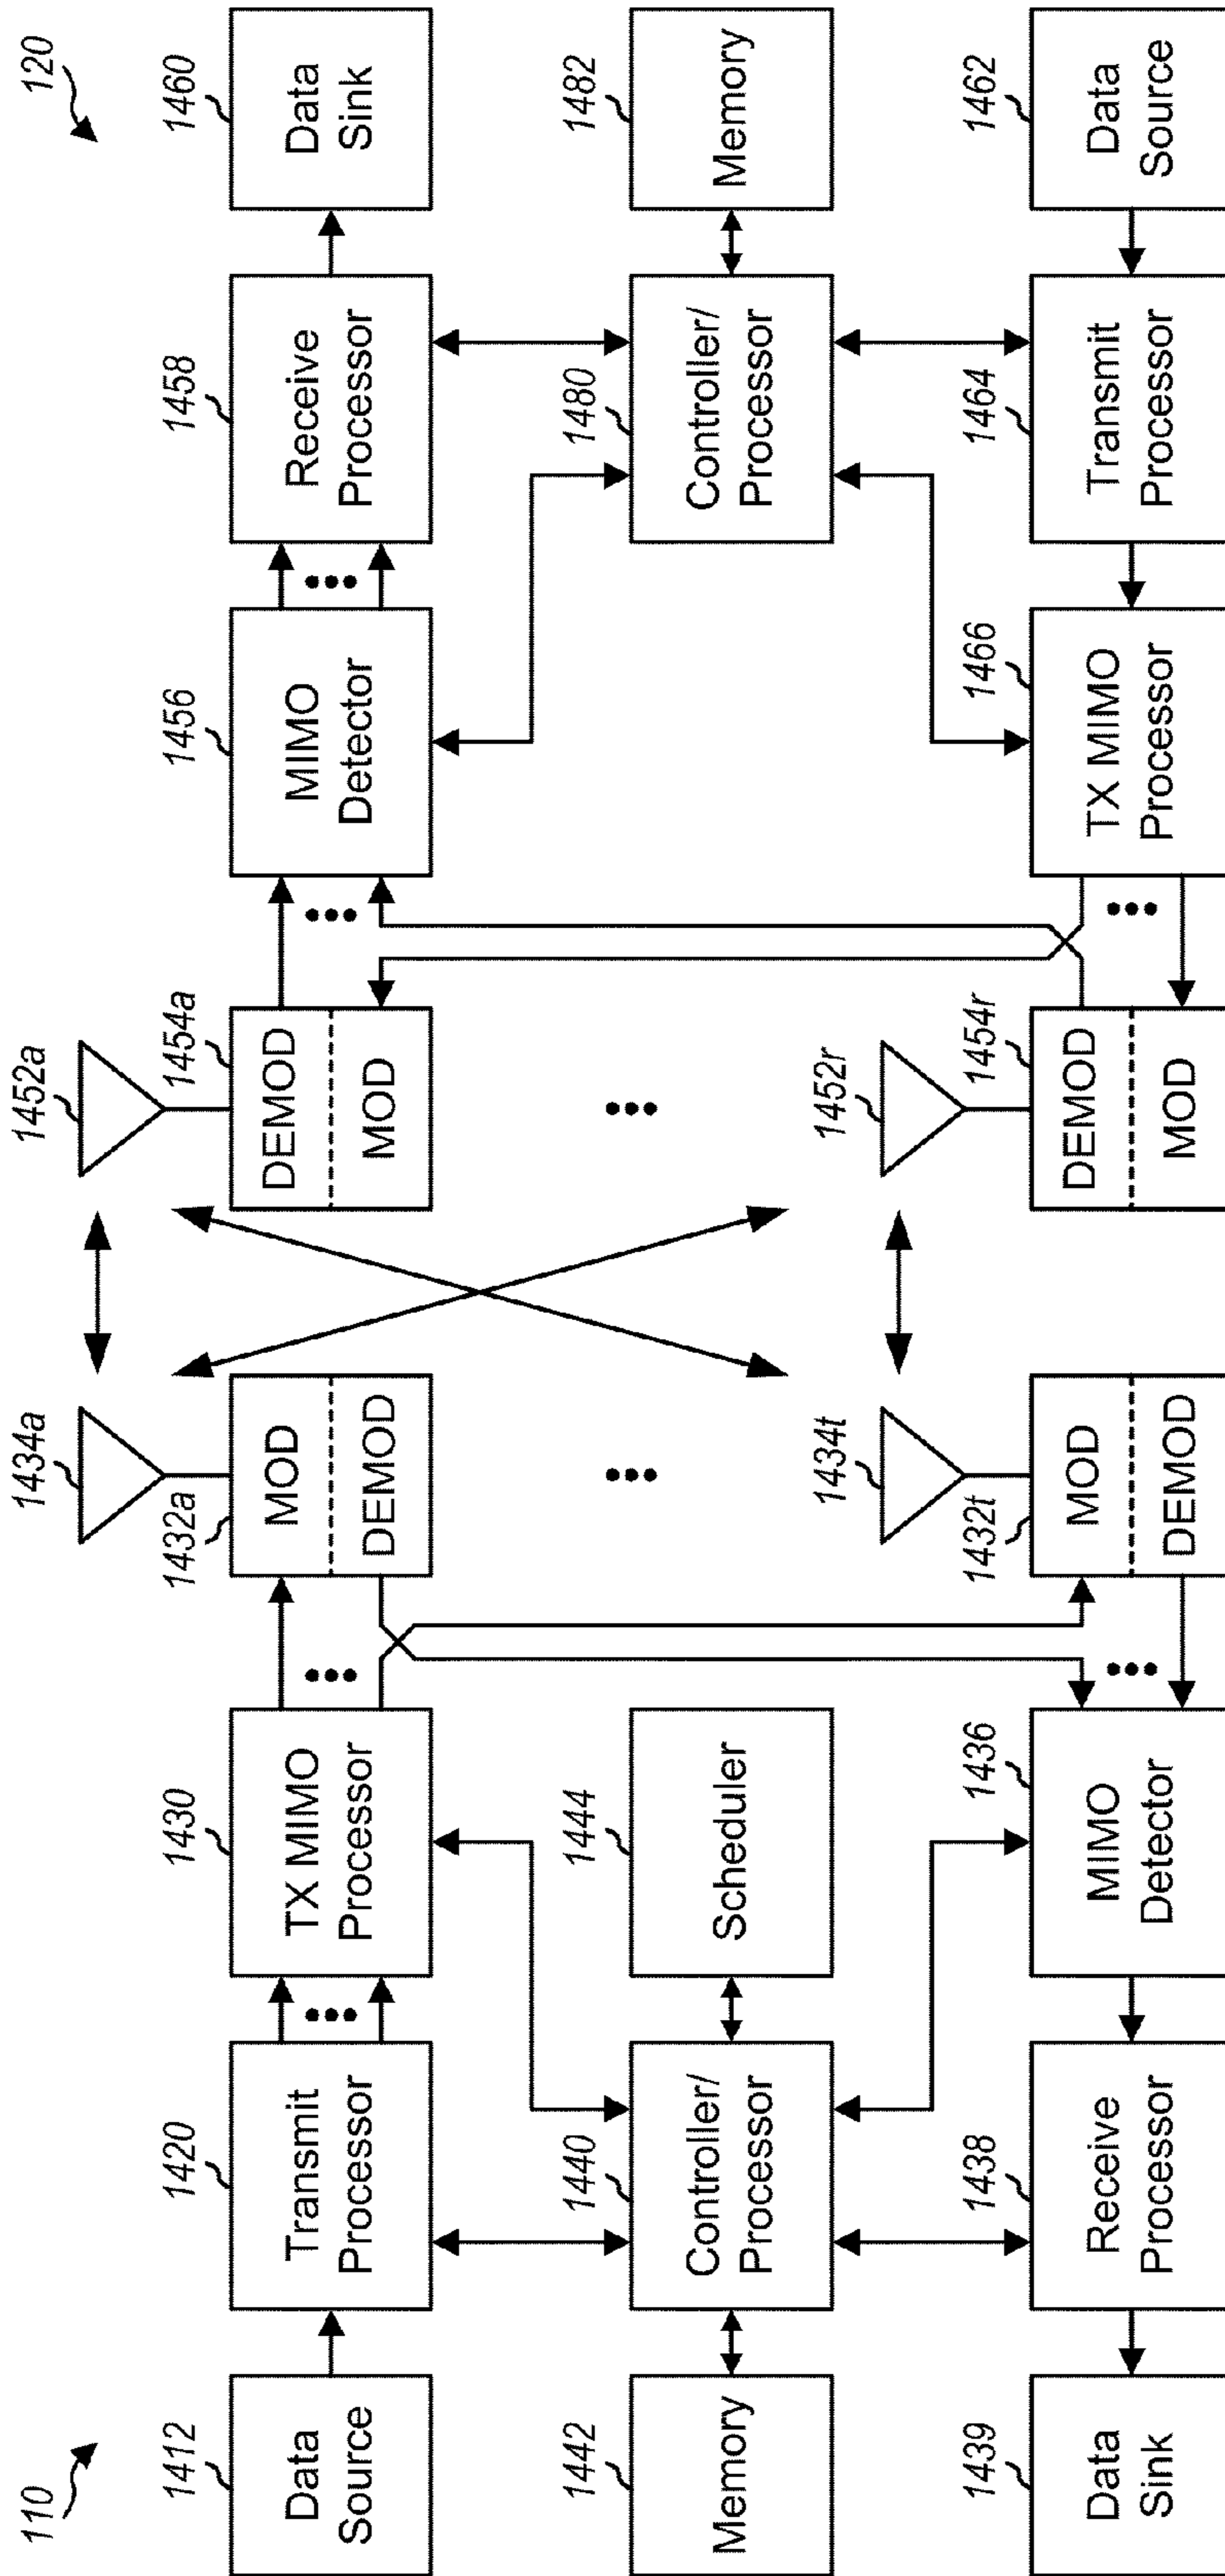 110
120
1434a
1452a
1412
1420
1430
1432a
1454a
1456
1458
1460
Data
Source
Transmit
Processor
TX MIMO
Processor
MOD
DEMOD
DEMOD
MOD
MIMO
Detector
Receive
Processor
Data
Sink
1442
1440
1444
1480
1482
Memory
Controller/
Processor
Scheduler
Controller/
Processor
Memory
1434t
1452r
1439
1438
1436
1432t
1454r
1466
1464
1462
Data
Sink
Receive
Processor
MIMO
Detector
MOD
DEMOD
DEMOD
MOD
TX MIMO
Processor
Transmit
Processor
Data
Source